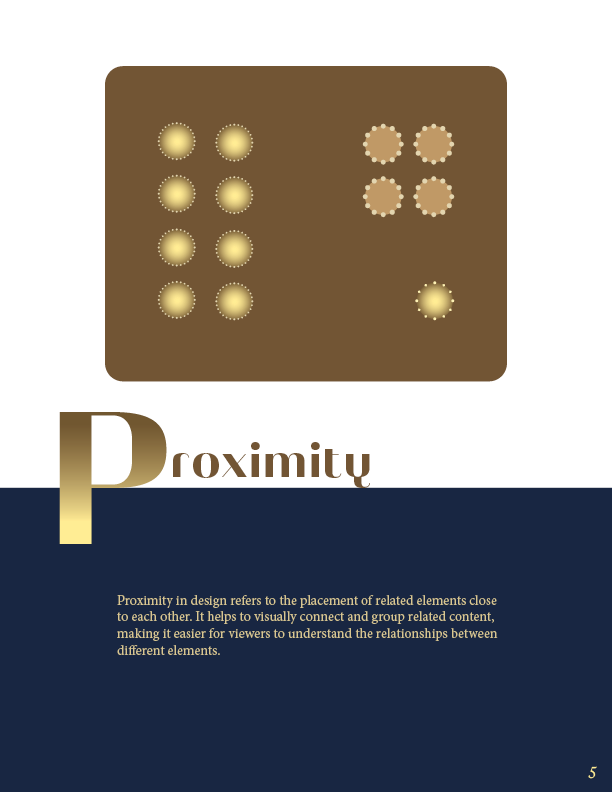 Proximity
Proximity in design refers to the placement of related elements close
to each other. It helps to visually connect and group related content,
making it easier for viewers to understand the relationships between
different elements.
5